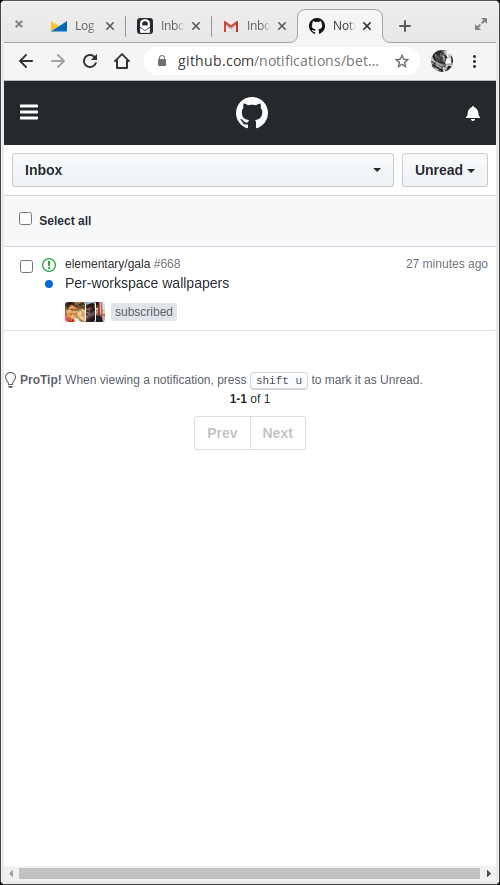 Log
Inbo
Inbo
Noti
github.com/notifications/bet...
Inbox
Unread
Select all
elementary/gala #668
27 minutes ago
Per-workspace wallpapers
subscribed
ProTip! When viewing a notification, press shift u to mark it as Unread.
1-1 of 1
Prev Next